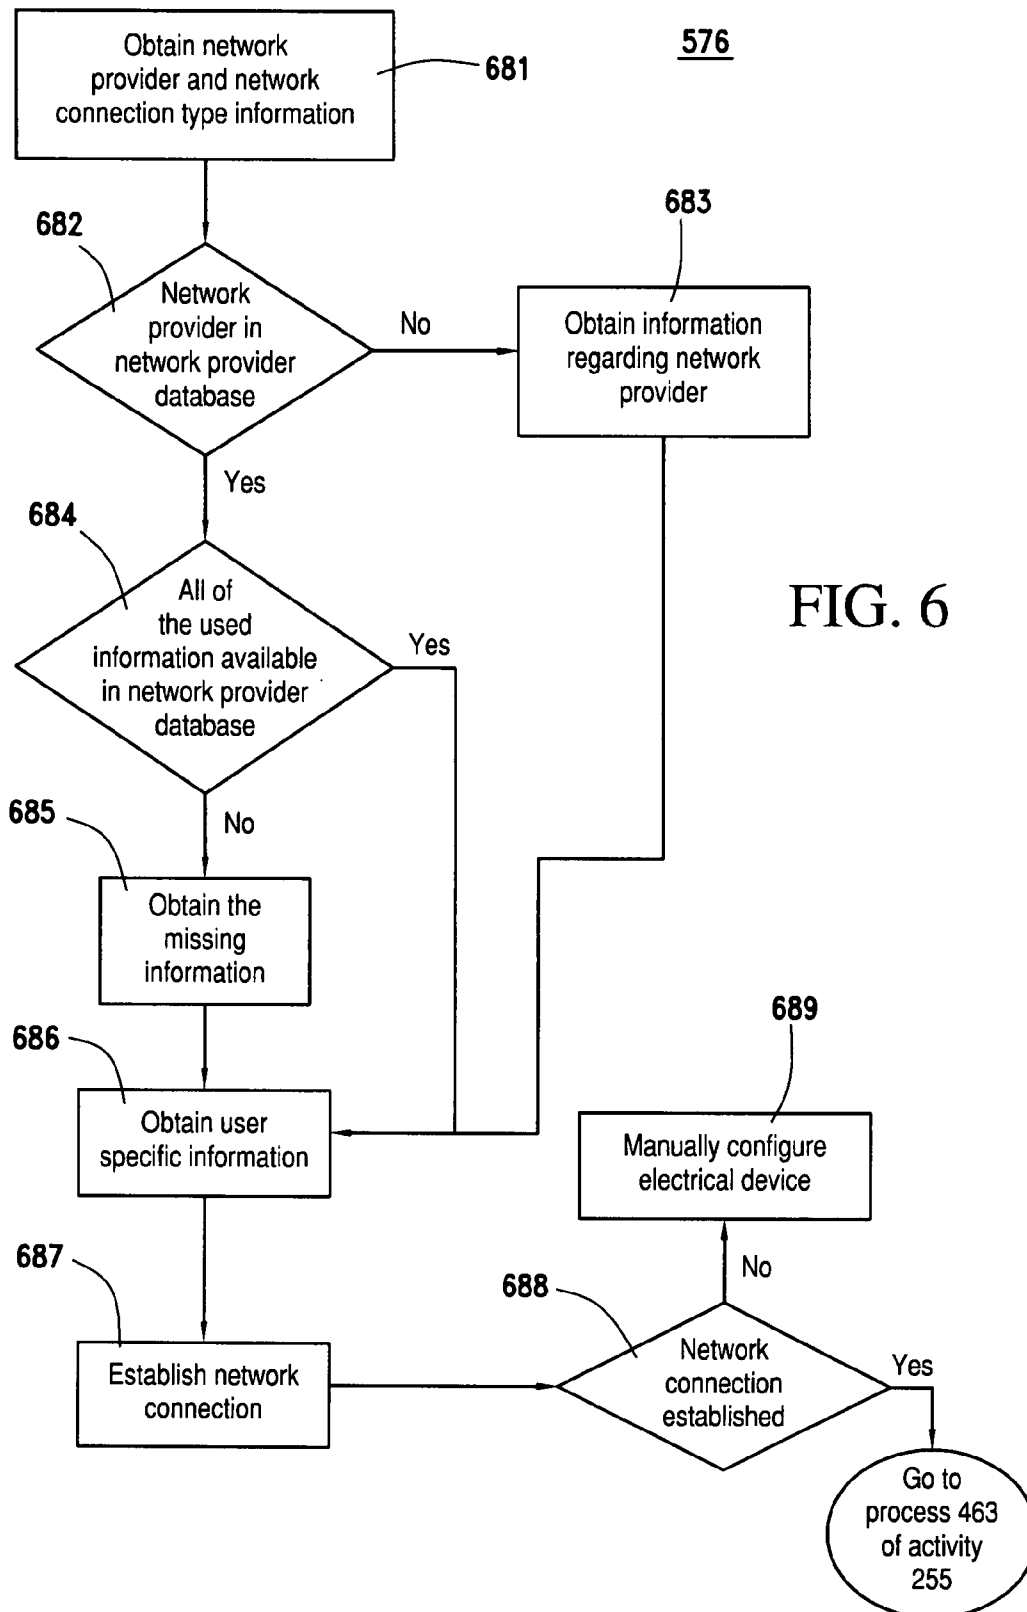 Obtain network
provider and network
connection type information
681
576
682
683
Network
provider in
network provider
database
No
Obtain information
regarding network
provider
Yes
684
All of
the used
information available
in network provider
database
Yes
FIG. 6
685
No
Obtain the
missing
information
686
689
Obtain user
specific information
Manually configure
electrical device
687
688
No
Establish network
connection
Network
connection
established
Yes
Go to
process 463
of activity
255